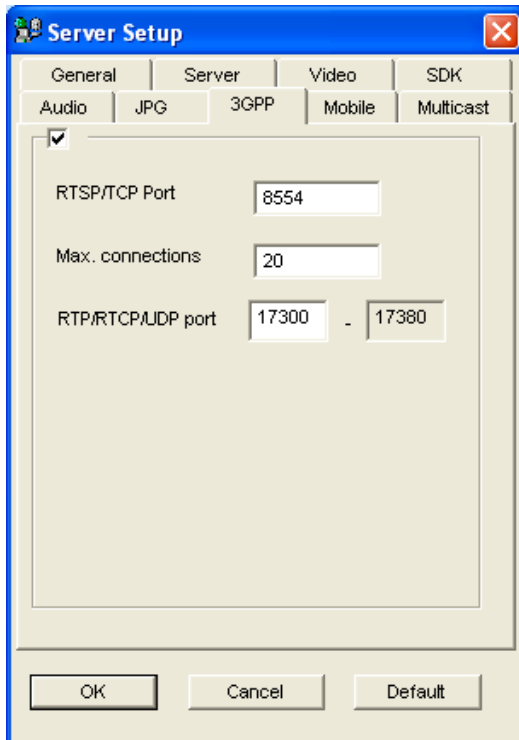 Server Setup
General Server Video SDK
Audio JPG 3GPP Mobile Multicast
RTSP/TCP Port 8554
Max. connections 20
RTP/RTCP/UDP port 17300 - 17380
OK Cancel Default